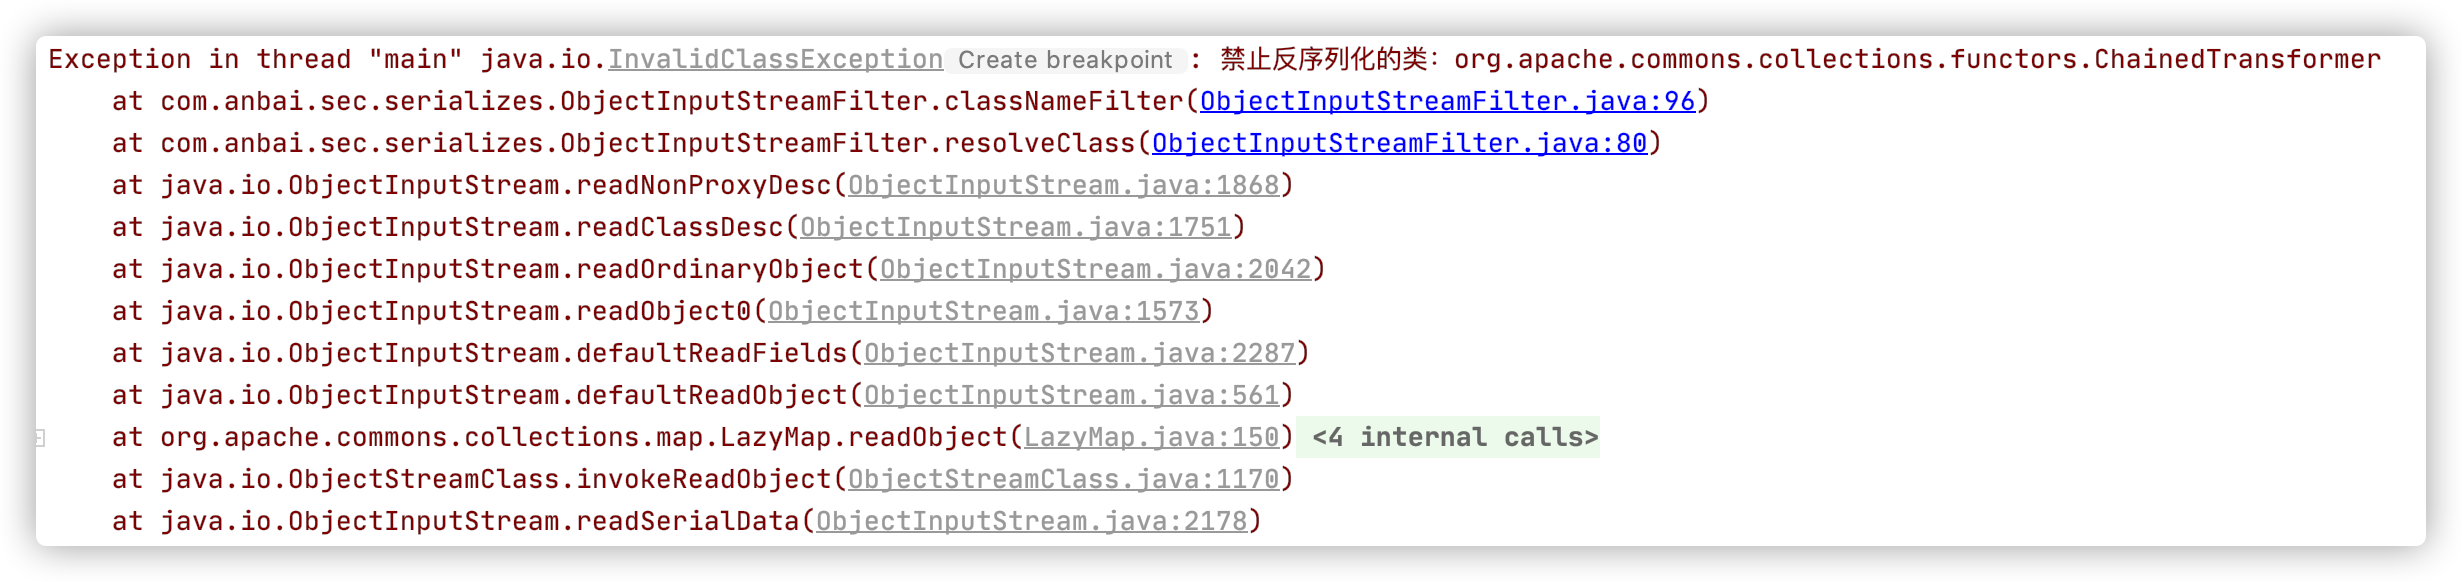 Exception in thread "main" java.io.InvalidClassException Create breakpoint : 禁止反序列化的类：org.apache.commons.collections.functors.ChainedTransformer
at com.anbai.sec.serializes.ObjectInputStreamFilter.classNameFilter(ObjectInputStreamFilter.java:96)
at com.anbai.sec.serializes.ObjectInputStreamFilter.resolveClass(ObjectInputStreamFilter.java:80)
at java.io.ObjectInputStream.readNonProxyDesc(ObjectInputStream.java:1868)
at java.io.ObjectInputStream.readClassDesc(ObjectInputStream.java:1751)
at java.io.ObjectInputStream.readOrdinaryObject(ObjectInputStream.java:2042)
at java.io.ObjectInputStream.readObject0(ObjectInputStream.java:1573)
at java.io.ObjectInputStream.defaultReadFields(ObjectInputStream.java:2287)
at java.io.ObjectInputStream.defaultReadObject(ObjectInputStream.java:561)
at org.apache.commons.collections.map.LazyMap.readObject(LazyMap.java:150) <4 internal calls>
at java.io.ObjectStreamClass.invokeReadObject(ObjectStreamClass.java:1170)
at java.io.ObjectInputStream.readSerialData(ObjectInputStream.java:2178)